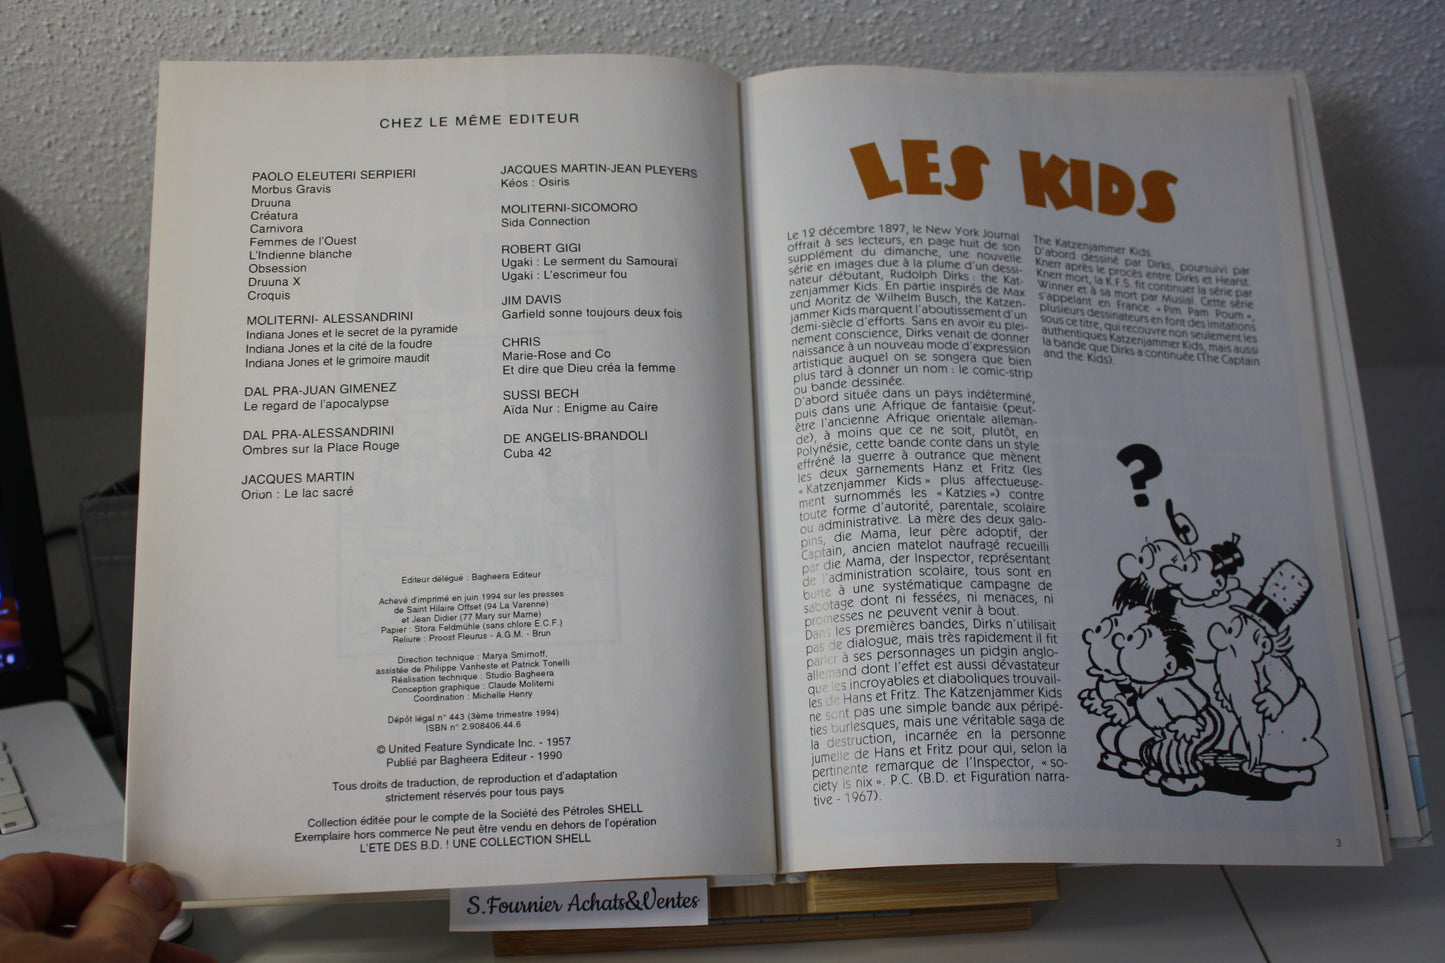 CHEZ LE MÊME EDITEUR
PAOLO ELEUTERI SERPIERI
Morbus Gravis
Druuna
Créatura
Carnivora
Femmes de l'Ouest
L'Indienne blanche
Obsession
Druuna X
Croquis
MOLITERNI- ALESSANDRINI
Indiana Jones et le secret de la pyramide
Indiana Jones et la cité de la foudre
Indiana Jones et le grimoire maudit
DAL PRA-JUAN GIMENEZ
Le regard de l'apocalypse
DAL PRA-ALESSANDRINI
Ombres sur la Place Rouge
JACQUES MARTIN
Orion : Le lac sacré
JACQUES MARTIN-JEAN PLEYERS
Kéos : Osiris
MOLITERNI-SICOMORO
Sida Connection
ROBERT GIGI
Ugaki : Le serment du Samouraï
Ugaki : L'escrimeur fou
JIM DAVIS
Garfield sonne toujours deux fois
CHRIS
Marie-Rose and Co
Et dire que Dieu créa la femme
SUSSI BECH
Aïda Nur : Enigme au Caire
DE ANGELIS-BRANDOLI
Cuba 42
Editeur délégué : Bagheera Editeur
Achevé d'imprimé en juin 1994 sur les presses
de Saint Hilaire Offset (94 La Varenne)
et Jean Didier (77 Mary sur Marne)
Papier : Stora Feldmühle (sans chlore E.C.F.)
Reliure : Proost Fleurus - A.G.M. - Brun
Direction technique : Marya Smirnoff,
assistée de Philippe Vanheste et Patrick Tonelli
Réalisation technique : Studio Bagheera
Conception graphique : Claude Moliterni
Coordination : Michelle Henry
Dépôt légal n° 443 (3ème trimestre 1994)
ISBN n° 2.908406.44.6
© United Feature Syndicate Inc. - 1957
Publié par Bagheera Editeur - 1990
Tous droits de traduction, de reproduction et d'adaptation
strictement réservés pour tous pays
Collection éditée pour le compte de la Société des Pétroles SHELL
Exemplaire hors commerce Ne peut être vendu en dehors de l'opération
L'ETE DES B.D. ! UNE COLLECTION SHELL
LES KIDS
Le 12 décembre 1897, le New York Journal
offrait à ses lecteurs, en page huit de son
supplément du dimanche, une nouvelle
série en images due à la plume d'un dessi-
nateur débutant, Rudolph Dirks : the Kat-
zenjammer Kids. En partie inspirés de Max
und Moritz de Wilhelm Busch, the Katzen-
jammer Kids marquent l'aboutissement d'un
demi-siècle d'efforts. Sans en avoir eu plei-
nement conscience, Dirks venait de donner
naissance à un nouveau mode d'expression
artistique auquel on se songera que bien
plus tard à donner un nom : le comic-strip
ou bande dessinée.
D'abord située dans un pays indéterminé,
puis dans une Afrique de fantaisie (peut-
être l'ancienne Afrique orientale alleman-
de), à moins que ce ne soit, plutôt, en
Polynésie, cette bande conte dans un style
effréné la guerre à outrance que mènent
les deux garnements Hanz et Fritz (les
« Katzenjammer Kids » plus affectueuse-
ment surnommés les « Katzies ») contre
toute forme d'autorité, parentale, scolaire
ou administrative. La mère des deux galo-
pins, die Mama, leur père adoptif, der
Captain, ancien matelot naufragé recueilli
par die Mama, der Inspector, représentant
de l'administration scolaire, tous sont en
butte à une systématique campagne de
sabotage dont ni fessées, ni menaces, ni
promesses ne peuvent venir à bout.
Dans les premières bandes, Dirks n'utilisait
pas de dialogue, mais très rapidement il fit
parler à ses personnages un pidgin anglo-
allemand dont l'effet est aussi dévastateur
que les incroyables et diaboliques trouvail-
les de Hans et Fritz. The Katzenjammer Kids
ne sont pas une simple bande aux péripé-
ties burlesques, mais une véritable saga de
la destruction, incarnée en la personne
jumelle de Hans et Fritz pour qui, selon la
pertinente remarque de l'Inspector, « so-
ciety is nix ». P.C. (B.D. et Figuration narra-
tive - 1967).
The Katzenjammer Kids.
D'abord dessiné par Dirks, poursuivi par
Knerr après le procès entre Dirks et Hearst.
Knerr mort, la K.F.S. fit continuer la série par
Winner et à sa mort par Musial. Cette série
s'appelant en France « Pim Pam Poum »,
plusieurs dessinateurs en font des imitations
sous ce titre, qui recouvre non seulement les
authentiques Katzenjammer Kids, mais aussi
la bande que Dirks a continuée (The Captain
and the Kids).
?
3
S.Fournier Achats&Ventes